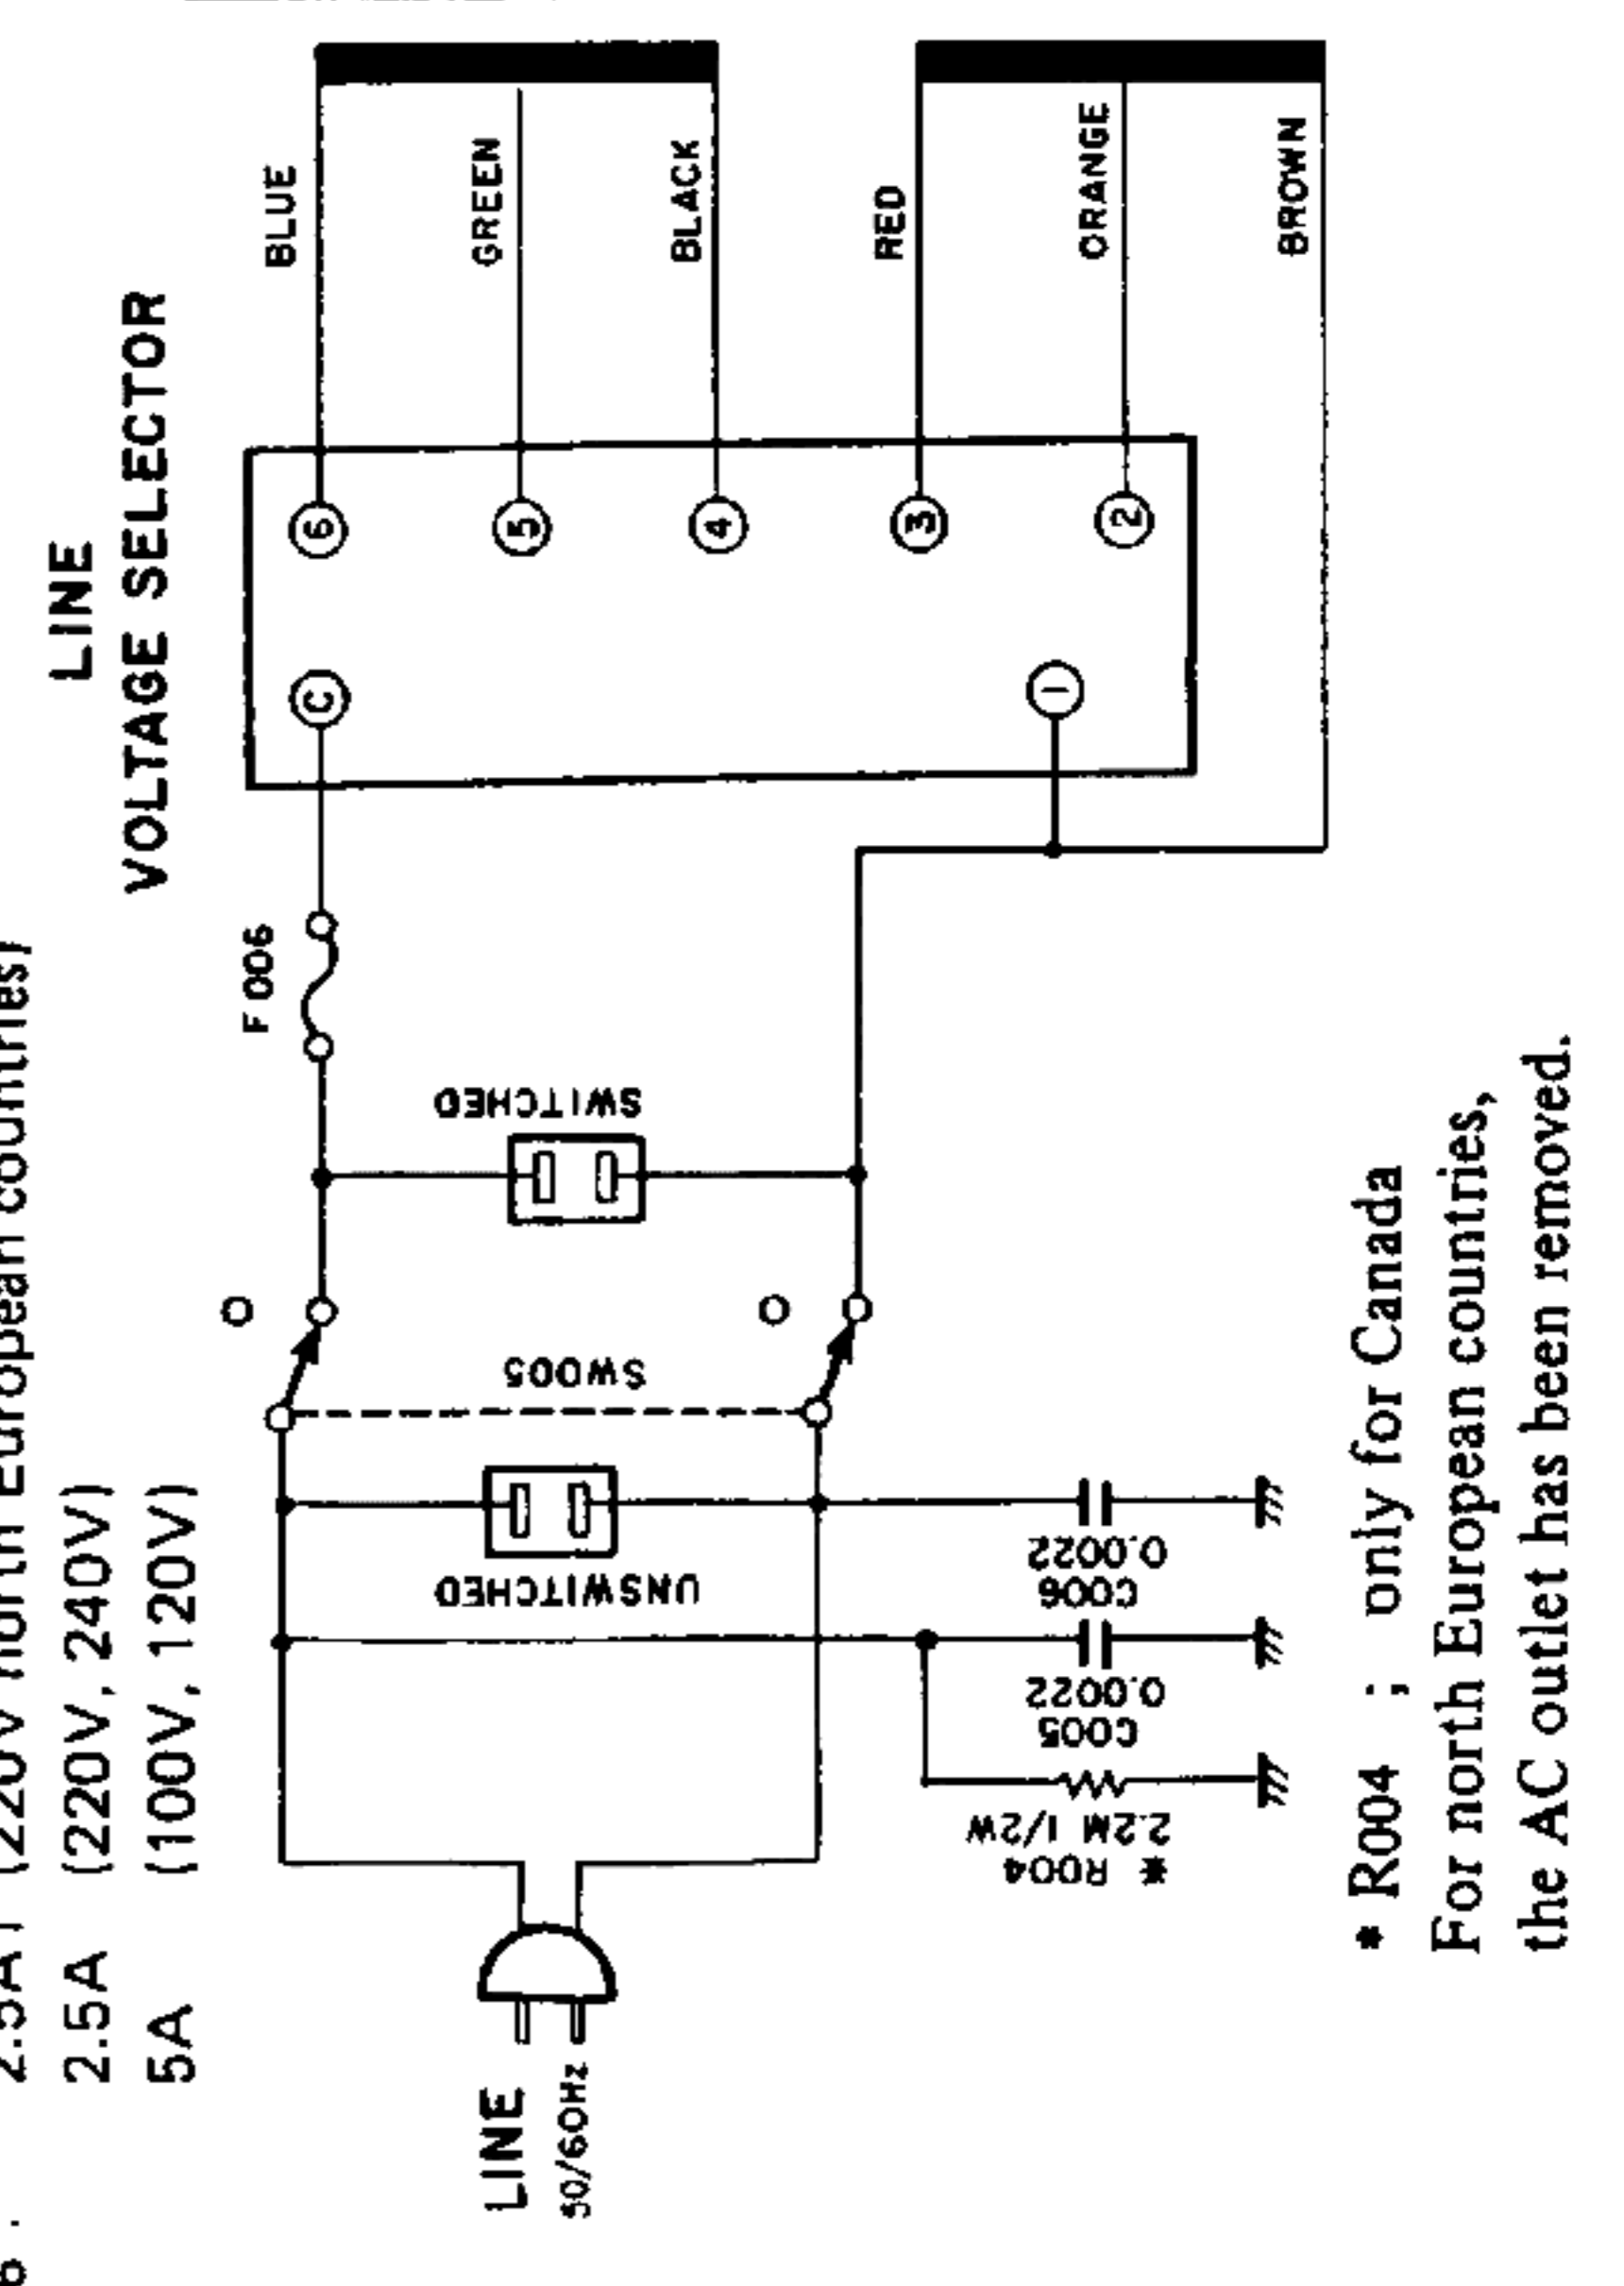 2.5AT (220V north European countries)
2.5A (220V, 240V)
5A (100V, 120V)
LINE
VOLTAGE SELECTOR
F006
BLUE
GREEN
BLACK
RED
ORANGE
BROWN
C
6
5
4
3
2
1
SWITCHED
SW005
UNSWITCHED
LINE
50/60Hz
0.0022
C006
0.0022
C005
2.2M 1/2W
* R004
* R004 ; only for Canada
For north European countries,
the AC outlet has been removed.